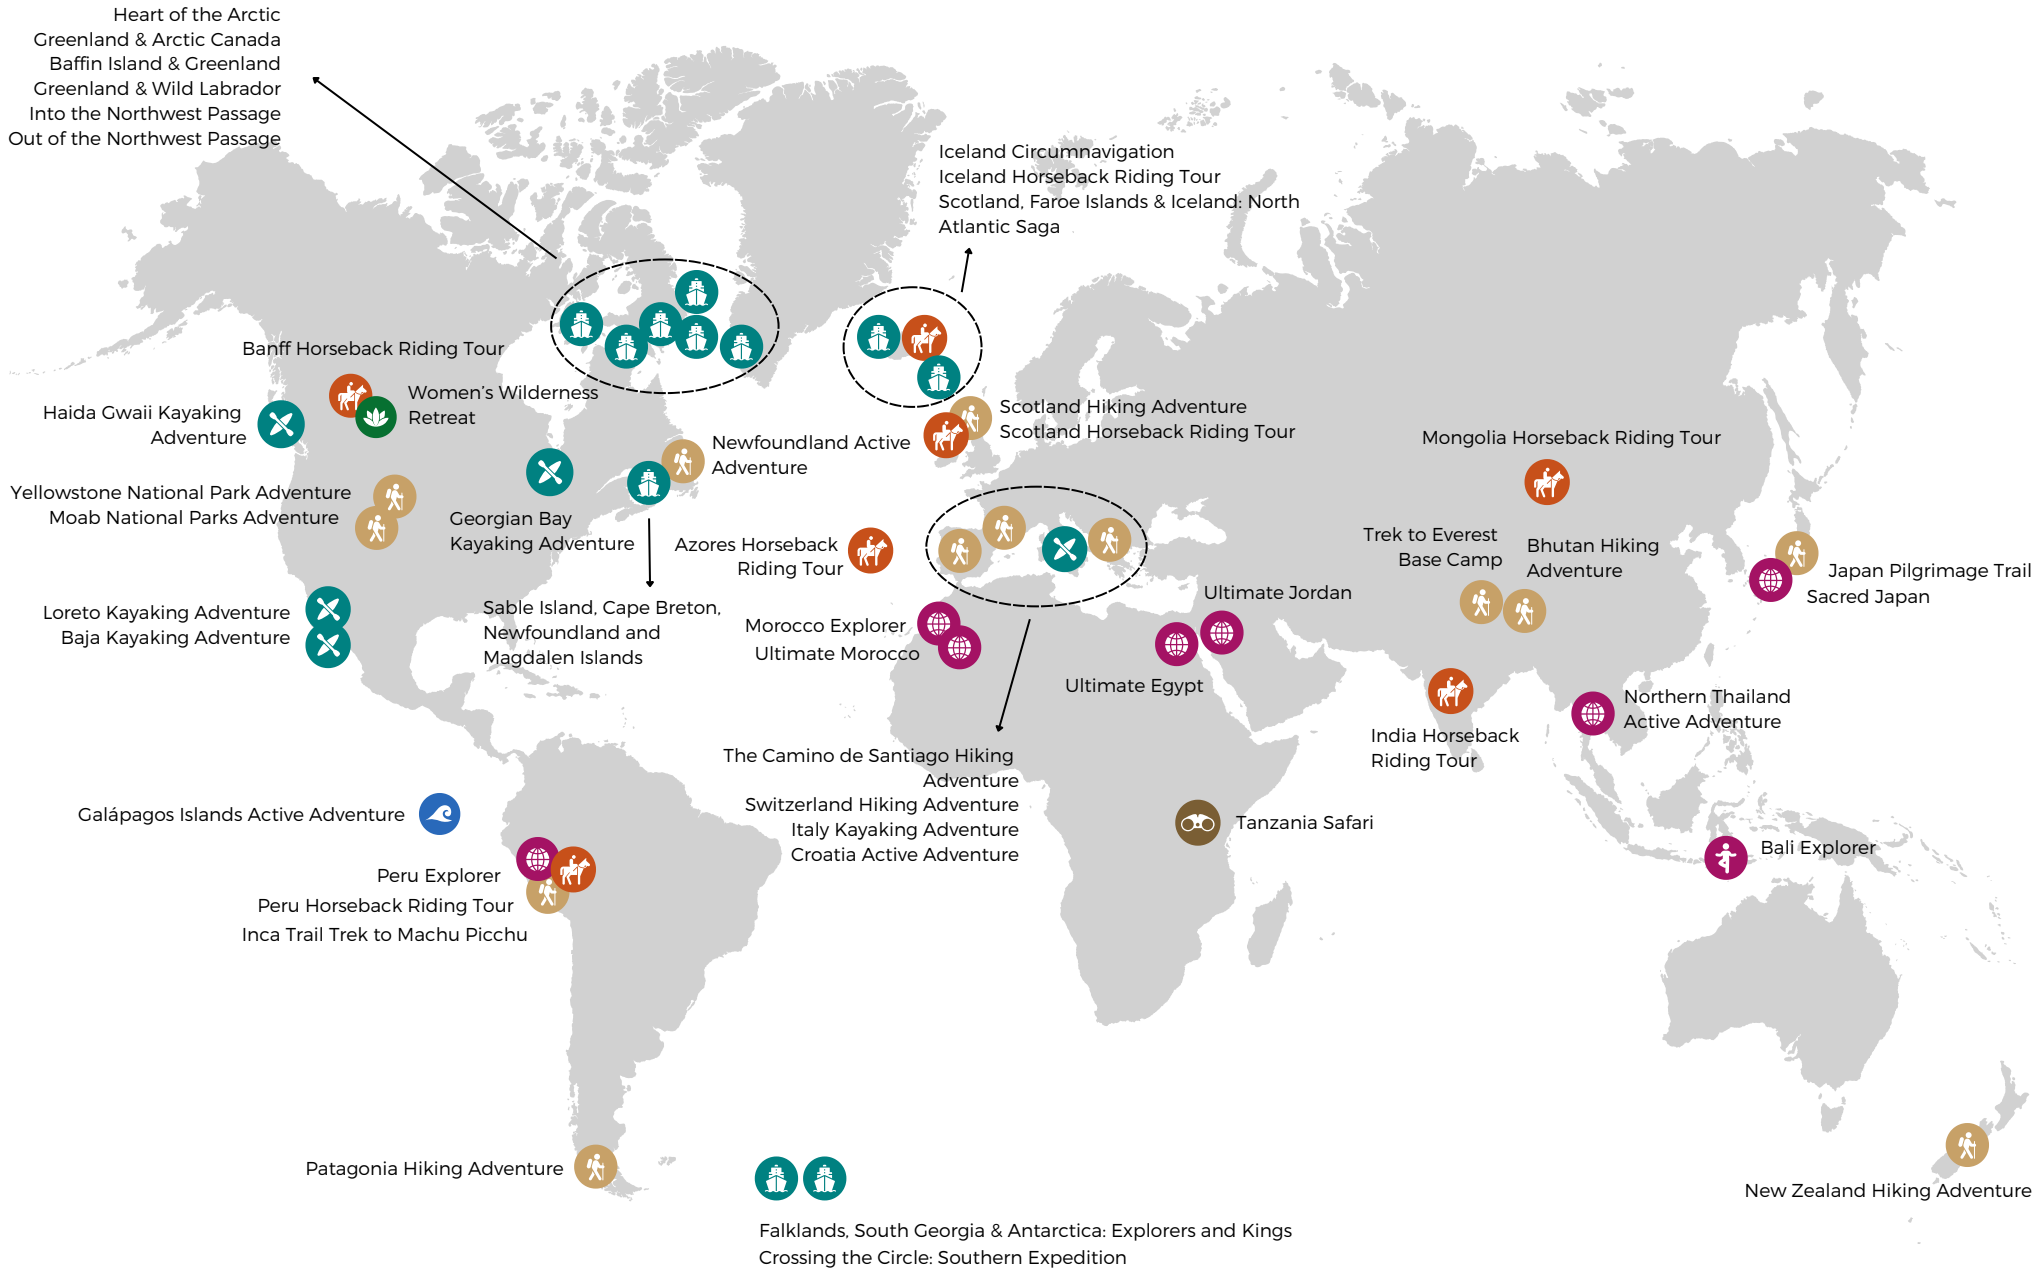 Heart of the Arctic
Greenland & Arctic Canada
Baffin Island & Greenland
Greenland & Wild Labrador
Into the Northwest Passage
Out of the Northwest Passage
Iceland Circumnavigation
Iceland Horseback Riding Tour
Scotland, Faroe Islands & Iceland: North
Atlantic Saga
Banff Horseback Riding Tour
Women's Wilderness
Retreat
Haida Gwaii Kayaking
Adventure
Newfoundland Active
Adventure
Scotland Hiking Adventure
Scotland Horseback Riding Tour
Mongolia Horseback Riding Tour
Yellowstone National Park Adventure
Moab National Parks Adventure
Georgian Bay
Kayaking Adventure
Azores Horseback
Riding Tour
Trek to Everest
Base Camp
Bhutan Hiking
Adventure
Japan Pilgrimage Trail
Sacred Japan
Loreto Kayaking Adventure
Baja Kayaking Adventure
Sable Island, Cape Breton,
Newfoundland and
Magdalen Islands
Morocco Explorer
Ultimate Morocco
Ultimate Jordan
Ultimate Egypt
Northern Thailand
Active Adventure
India Horseback
Riding Tour
The Camino de Santiago Hiking
Adventure
Switzerland Hiking Adventure
Italy Kayaking Adventure
Croatia Active Adventure
Galápagos Islands Active Adventure
Tanzania Safari
Bali Explorer
Peru Explorer
Peru Horseback Riding Tour
Inca Trail Trek to Machu Picchu
Patagonia Hiking Adventure
New Zealand Hiking Adventure
Falklands, South Georgia & Antarctica: Explorers and Kings
Crossing the Circle: Southern Expedition